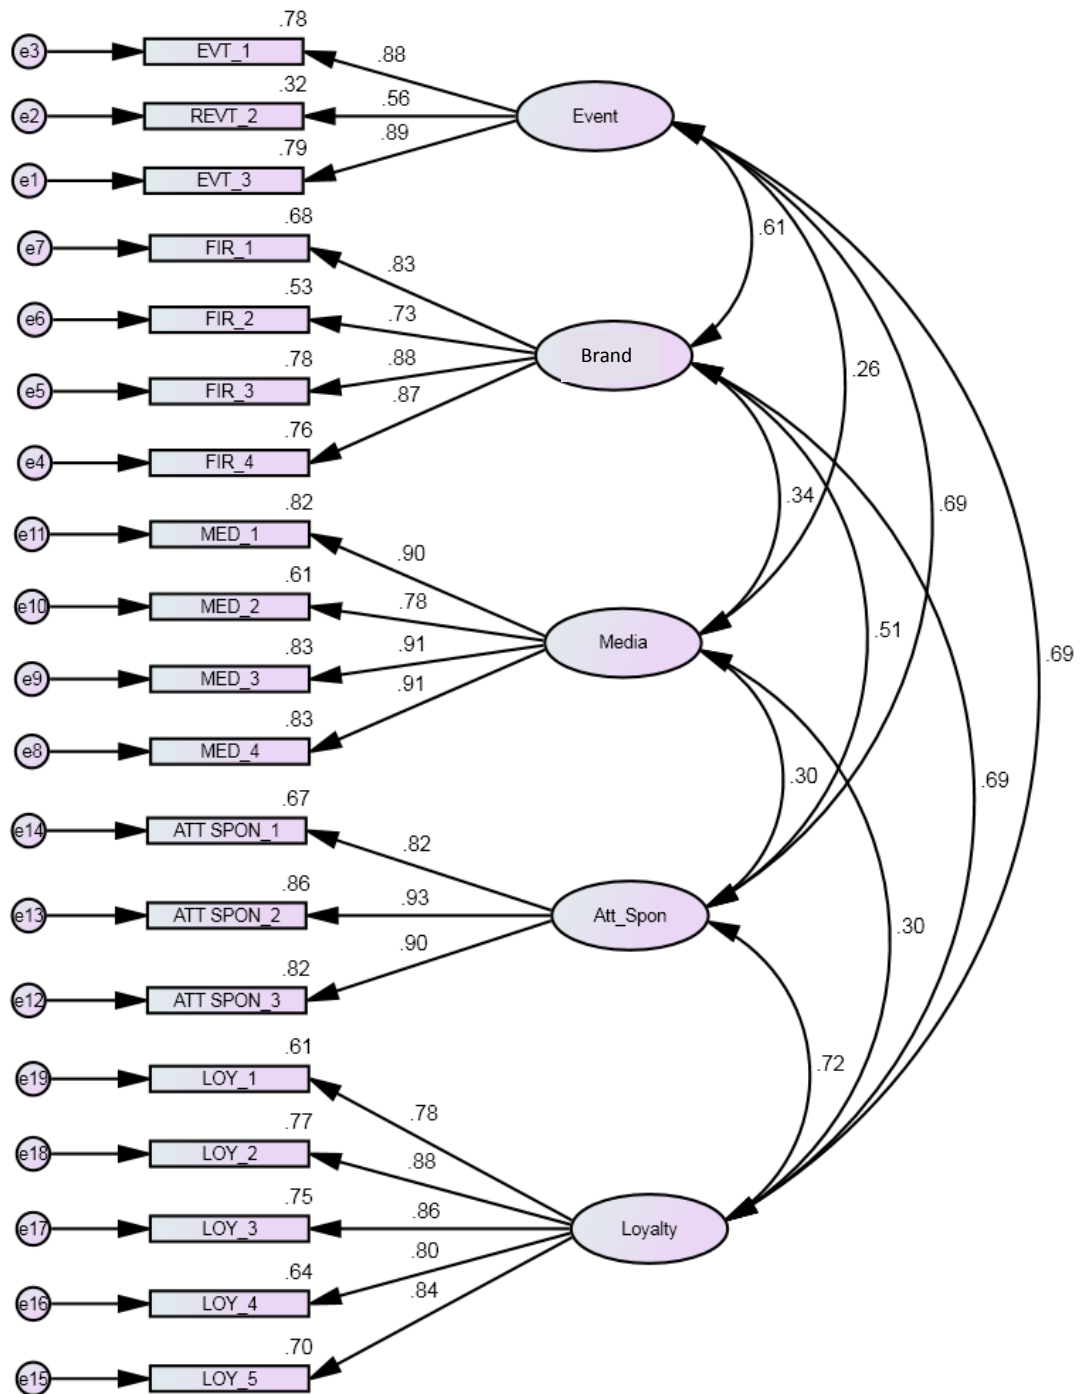 .78
e3 EVT_1 .88
.32
e2 REVT_2 .56 Event
.89
.79
e1 EVT_3
.68
.61
e7 FIR_1 .83
.53
e6 FIR_2 .73
.78 .88 Brand
.26
e5 FIR_3 .87
.76
e4 FIR_4
.34
.82 .69
e11 MED_1 .90
.61
e10 MED_2 .78
.83 .91 Media .51
.69
e9 MED_3 .91
.83
e8 MED_4
.30 .69
.67
e14 ATT SPON_1 .82
.86
e13 ATT SPON_2 .93 Att_Spon
.30
.90
.82
e12 ATT SPON_3
.61 .72
e19 LOY_1 .78
.77
e18 LOY_2 .88
.75 .86
e17 LOY_3 Loyalty
.80
.64
e16 LOY_4 .84
.70
e15 LOY_5